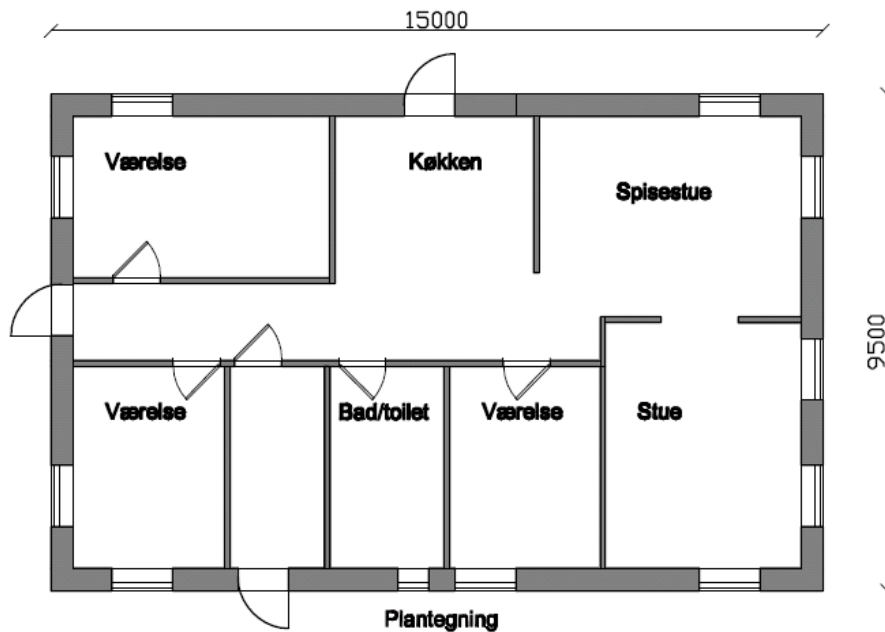 15000
Værelse
Køkken
Spisestue
9500
Værelse
Bad/toilet
Værelse
Stue
Plantegning